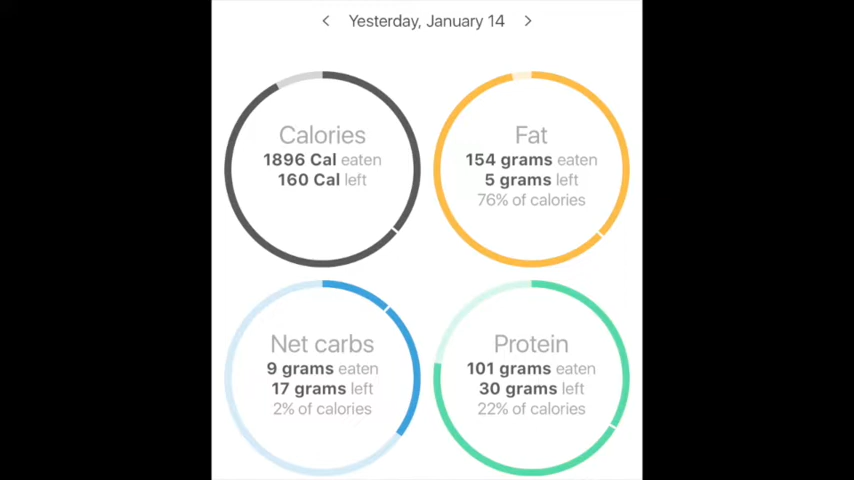 Yesterday, January 14
Calories
1896 Cal eaten
160 Cal left
Fat
154 grams eaten
5 grams left
76% of calories
Net carbs
9 grams eaten
17 grams left
2% of calories
Protein
101 grams eaten
30 grams left
22% of calories